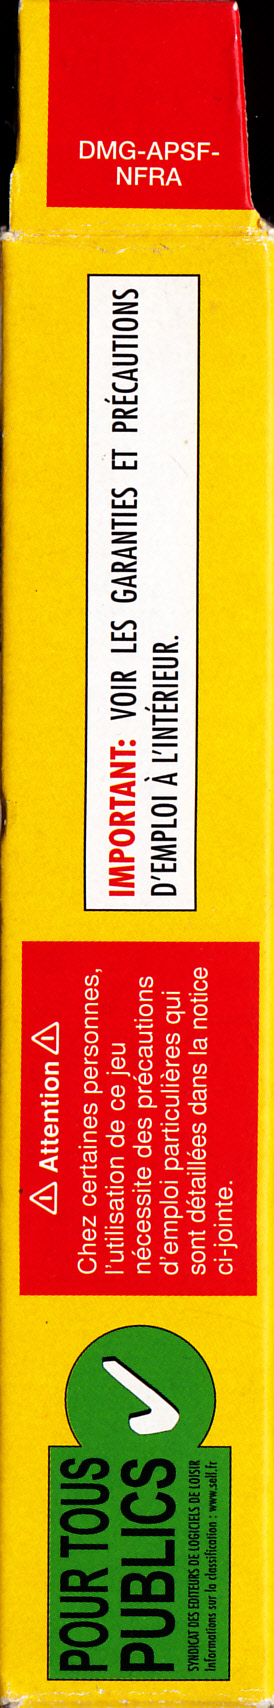 DMG-APSF-
NFRA
IMPORTANT: VOIR LES GARANTIES ET PRÉCAUTIONS
D'EMPLOI À L'INTÉRIEUR.
Attention
Chez certaines personnes,
l'utilisation de ce jeu
nécessite des précautions
d'emploi particulières qui
sont détaillées dans la notice
ci-jointe.
POUR TOUS
PUBLICS
SYNDICAT DES EDITEURS DE LOGICIELS DE LOISIR
Informations sur la classification : www.sell.fr